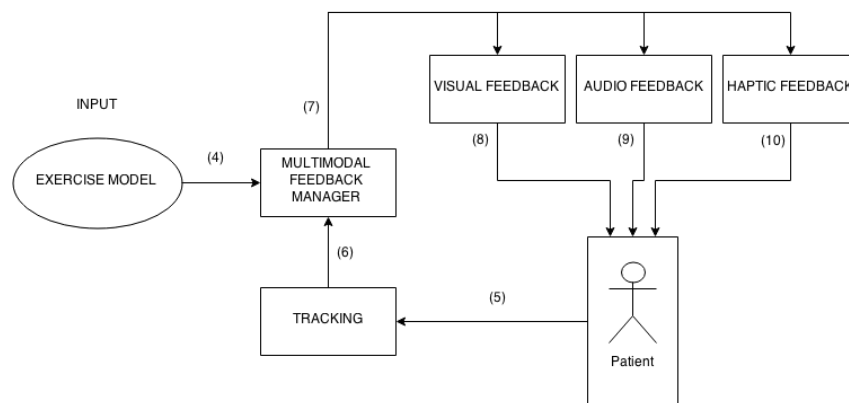 (7)
VISUAL FEEDBACK
AUDIO FEEDBACK
HAPTIC FEEDBACK
INPUT
(8)
(9)
(10)
(4)
EXERCISE MODEL
MULTIMODAL
FEEDBACK
MANAGER
(6)
(5)
TRACKING
Patient